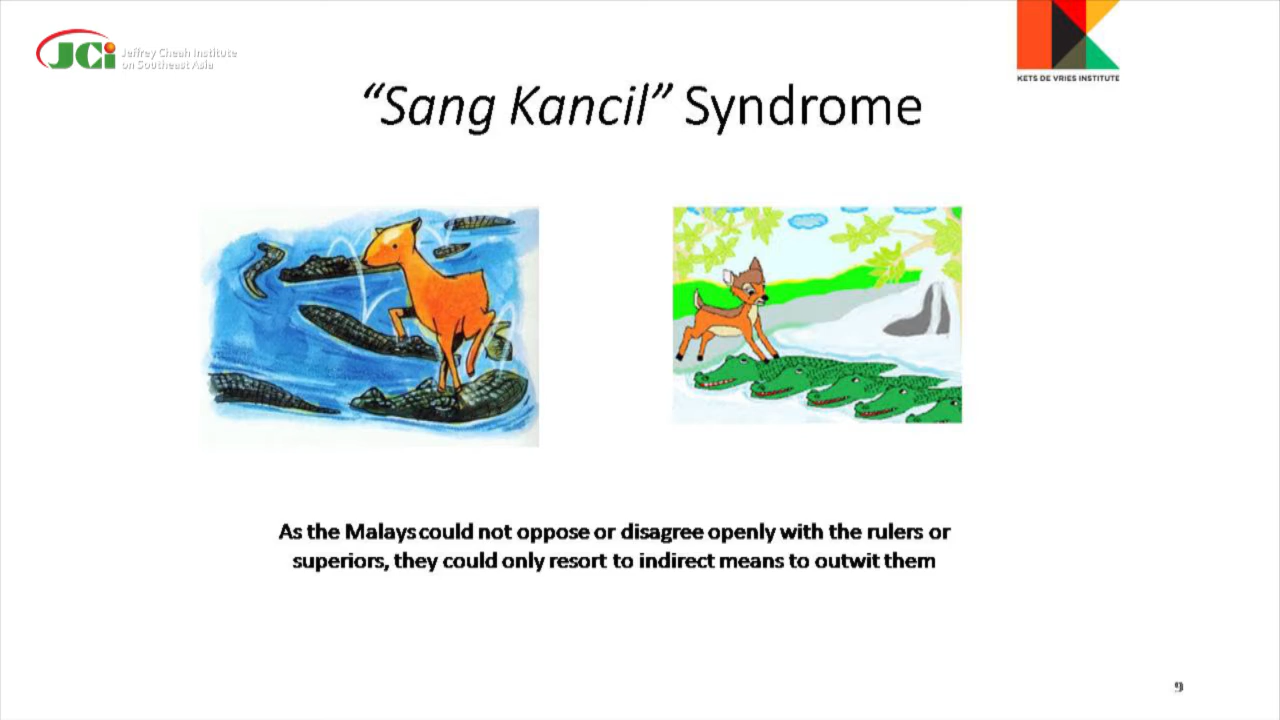 JCi Jeffrey Cheah Institute
on Southeast Asia
KETS DE VRIES INSTITUTE
“Sang Kancil” Syndrome
As the Malays could not oppose or disagree openly with the rulers or
superiors, they could only resort to indirect means to outwit them
9